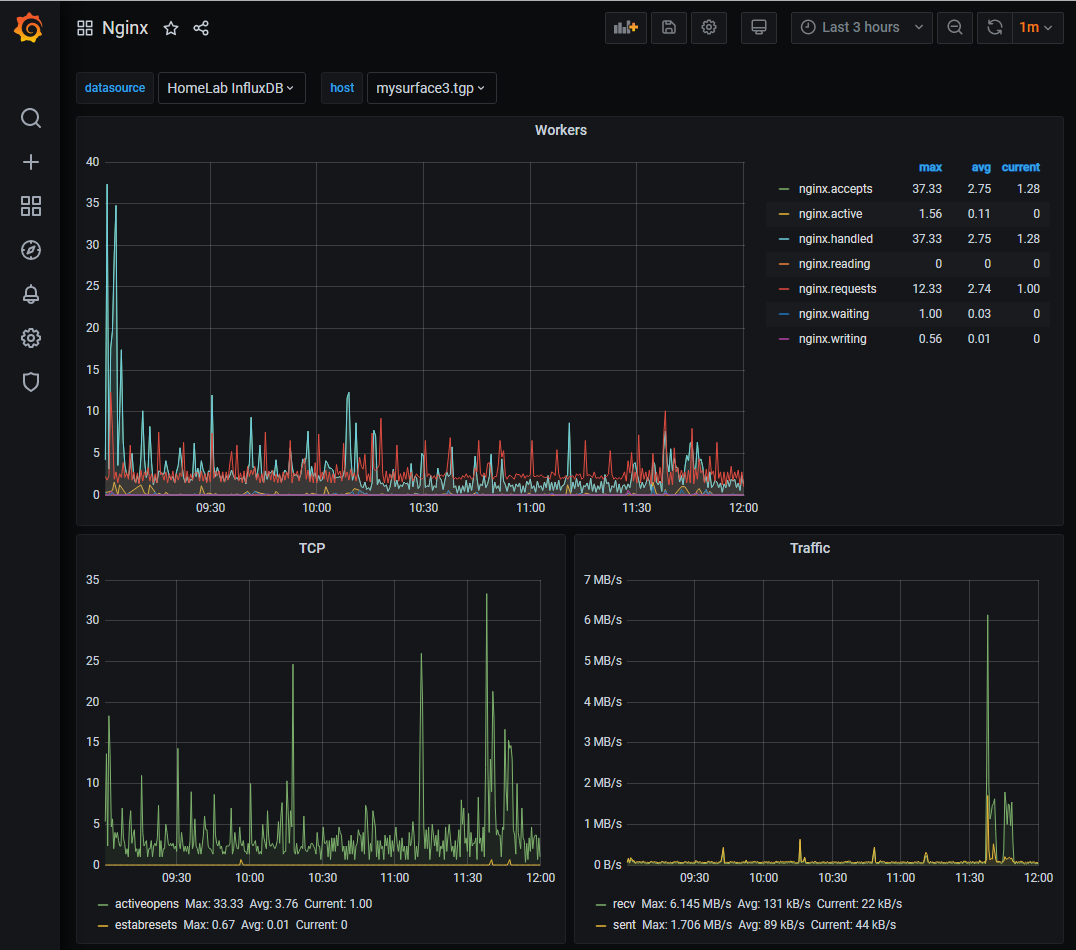 Nginx Last 3 hours 1m
datasource HomeLab InfluxDB host mysurface3.tgp
Workers
40
35
30
25
20
15
10
5
0
09:30 10:00 10:30 11:00 11:30 12:00
max avg current
nginx.accepts 37.33 2.75 1.28
nginx.active 1.56 0.11 0
nginx.handled 37.33 2.75 1.28
nginx.reading 0 0 0
nginx.requests 12.33 2.74 1.00
nginx.waiting 1.00 0.03 0
nginx.writing 0.56 0.01 0
TCP
35
30
25
20
15
10
5
0
09:30 10:00 10:30 11:00 11:30 12:00
activeopens Max: 33.33 Avg: 3.76 Current: 1.00
estabresets Max: 0.67 Avg: 0.01 Current: 0
Traffic
7 MB/s
6 MB/s
5 MB/s
4 MB/s
3 MB/s
2 MB/s
1 MB/s
0 B/s
09:30 10:00 10:30 11:00 11:30 12:00
recv Max: 6.145 MB/s Avg: 131 kB/s Current: 22 kB/s
sent Max: 1.706 MB/s Avg: 89 kB/s Current: 44 kB/s